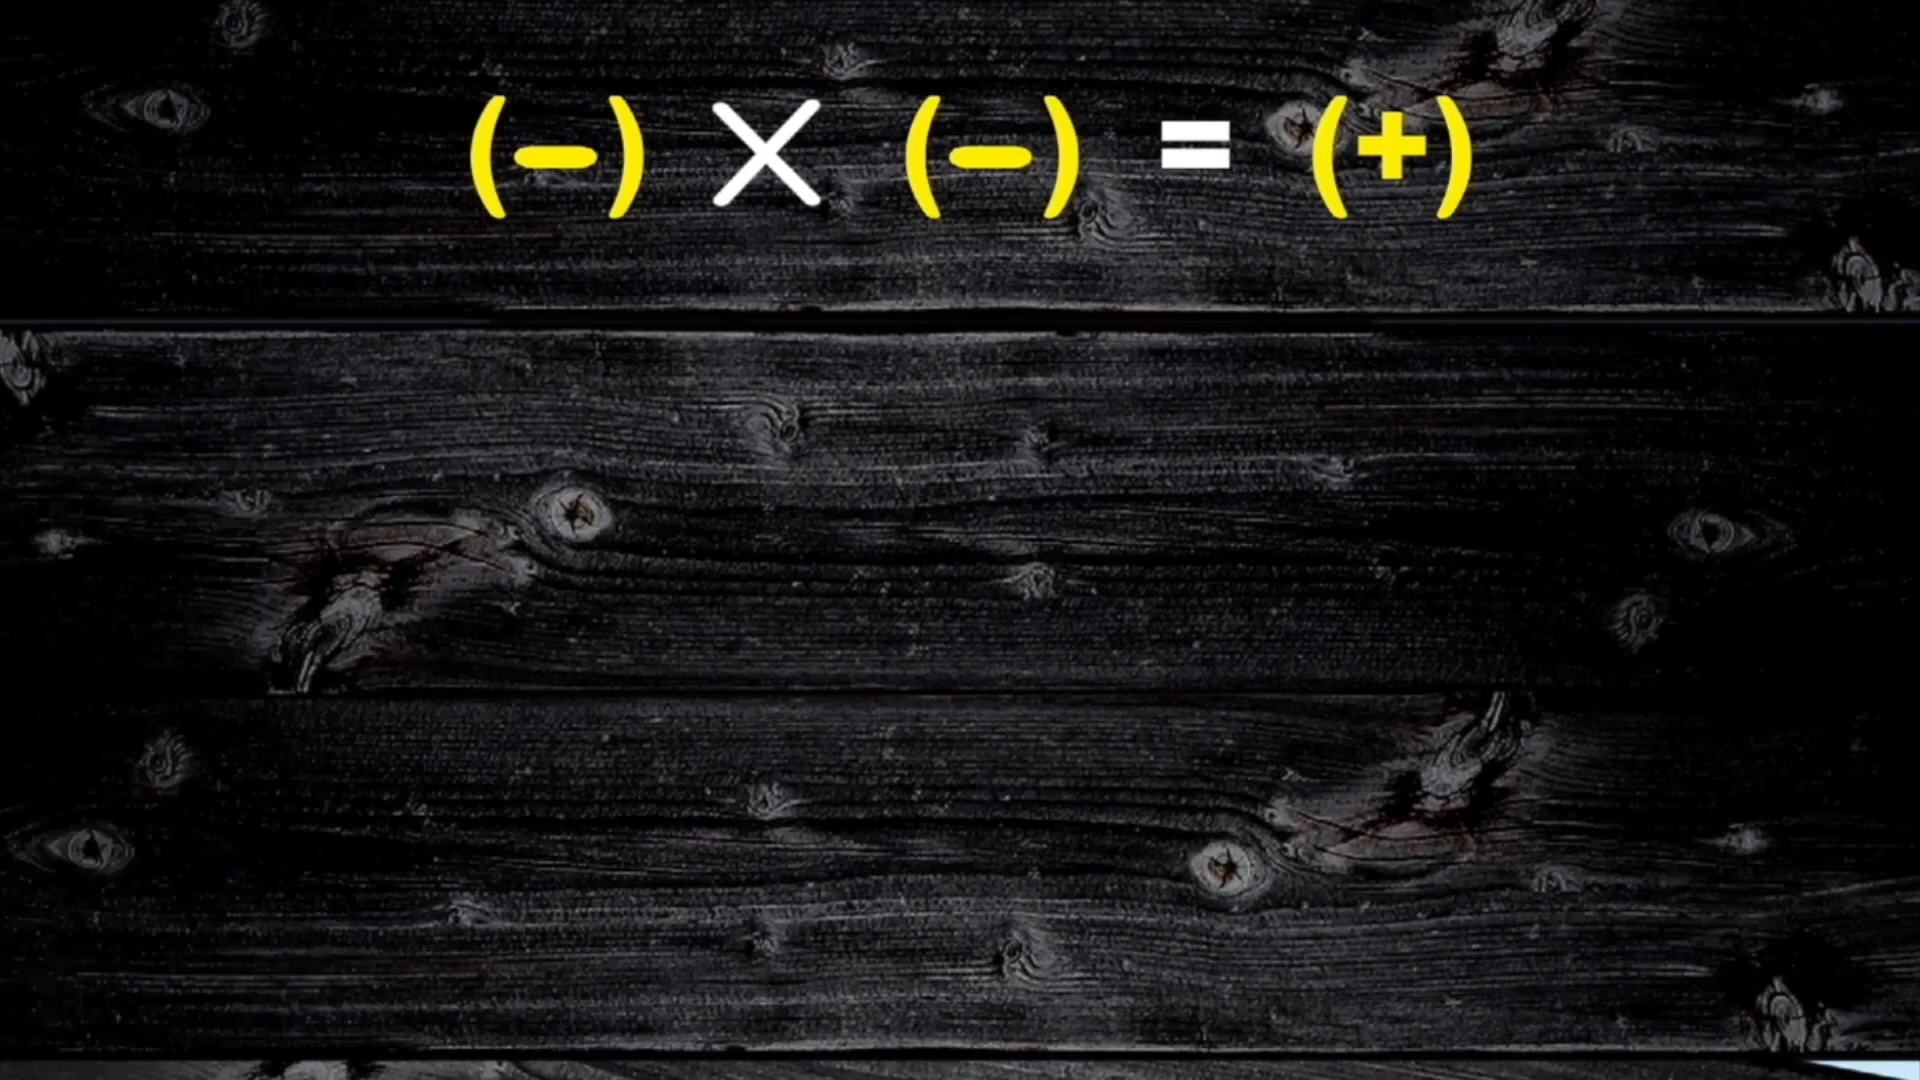 (-) × (-) = (+)